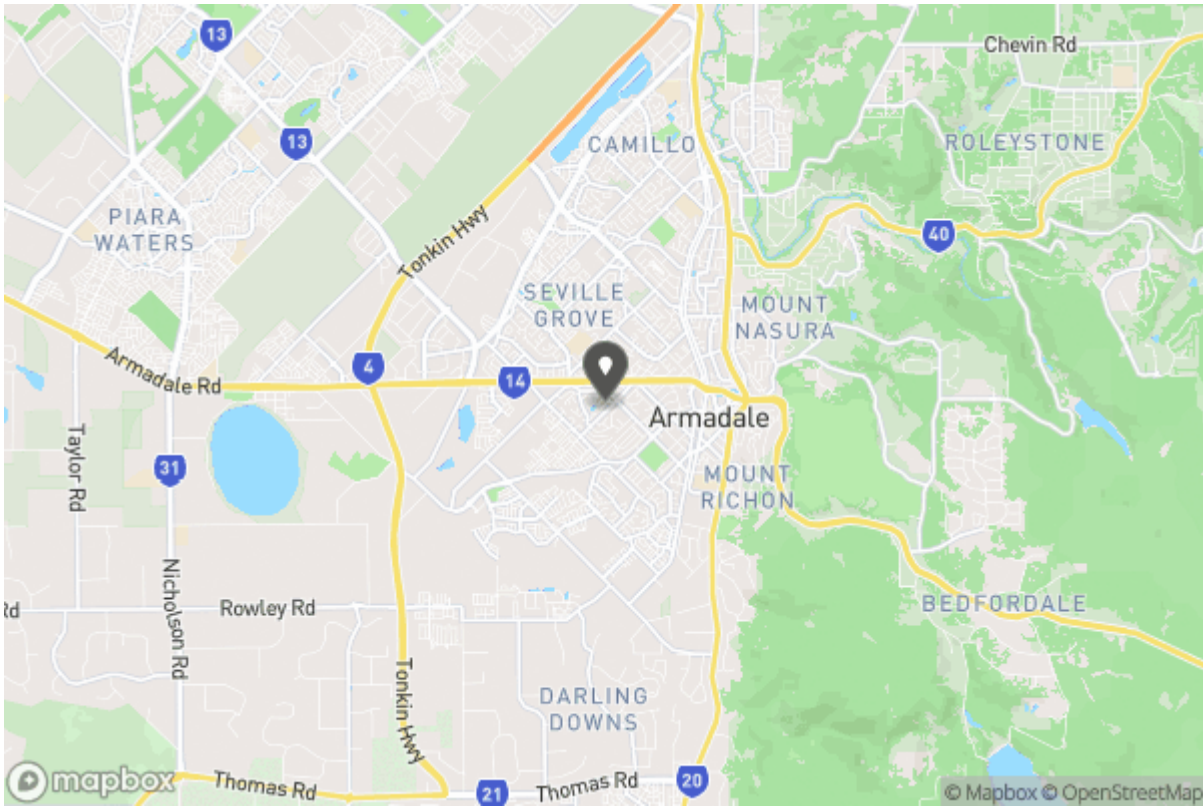 13
Chevin Rd
13
CAMILLO
ROLEYSTONE
PIARA
WATERS
Tonkin Hwy
40
SEVILLE
GROVE
MOUNT
NASURA
Armadale Rd
4
14
Armadale
Taylor Rd
31
MOUNT
RICHON
Nicholson Rd
Rd
Rowley Rd
BEDFORDALE
Tonkin Hwy
DARLING
DOWNS
mapbox
Thomas Rd
21
Thomas Rd
20
© Mapbox © OpenStreetMap